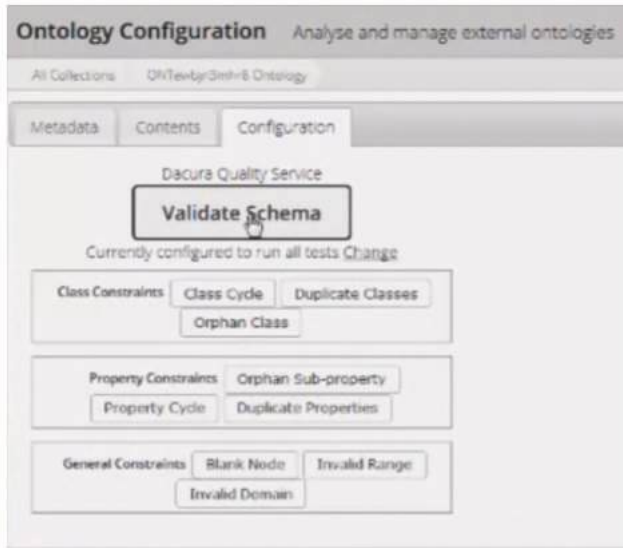 Ontology Configuration Analyse and manage external ontologies
All Collections Ontology
Metadata Contents Configuration
Dacura Quality Service
Validate Schema
Currently configured to run all tests Change
Class Constraints Class Cycle Duplicate Classes
Orphan Class
Property Constraints Orphan Sub-property
Property Cycle Duplicate Properties
General Constraints Blank Node Invalid Range
Invalid Domain